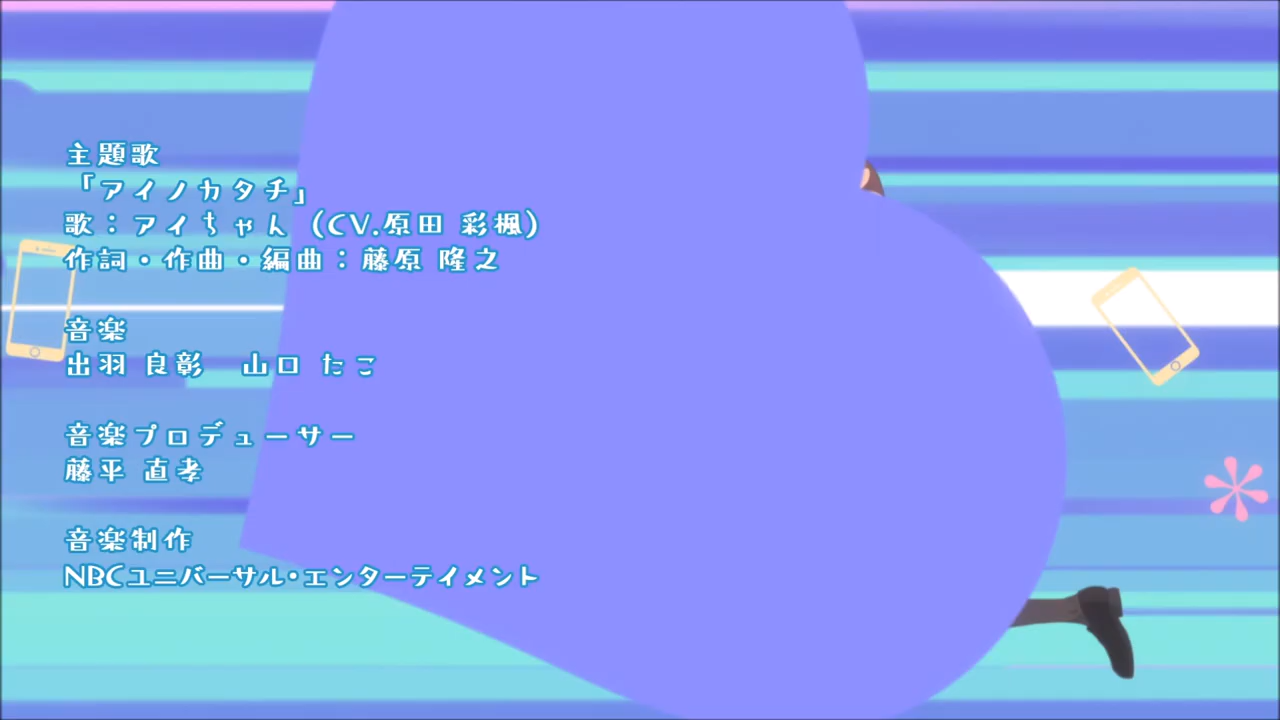 主題歌
「アイノカタチ」
歌：アイちゃん（CV.原田 彩楓）
作詞・作曲・編曲：藤原 隆之
音楽
出羽 良彰　山口 たこ
音楽プロデューサー
藤平 直孝
音楽制作
NBCユニバーサル・エンターテイメント